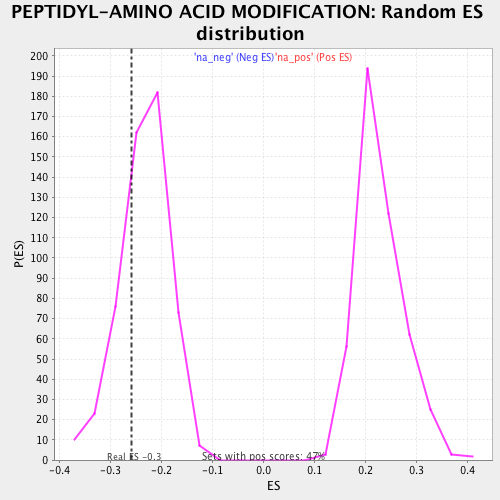 PEPTIDYL-AMINO ACID MODIFICATION: Random ES
distribution
'na_neg' (Neg ES) 'na_pos' (Pos ES)
P(ES)
200
190
180
170
160
150
140
130
120
110
100
90
80
70
60
50
40
30
20
10
0
Real ES -0.3
Sets with pos scores: 47%
-0.4 -0.3 -0.2 -0.1 0.0 0.1 0.2 0.3 0.4
ES